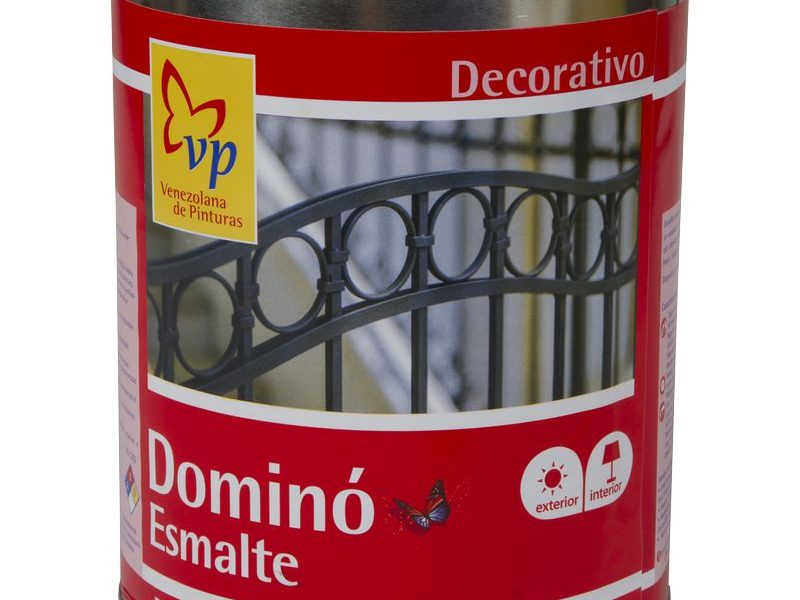 Decorativo
vp
Venezolana
de Pinturas
Dominó
Esmalte
exterior
interior